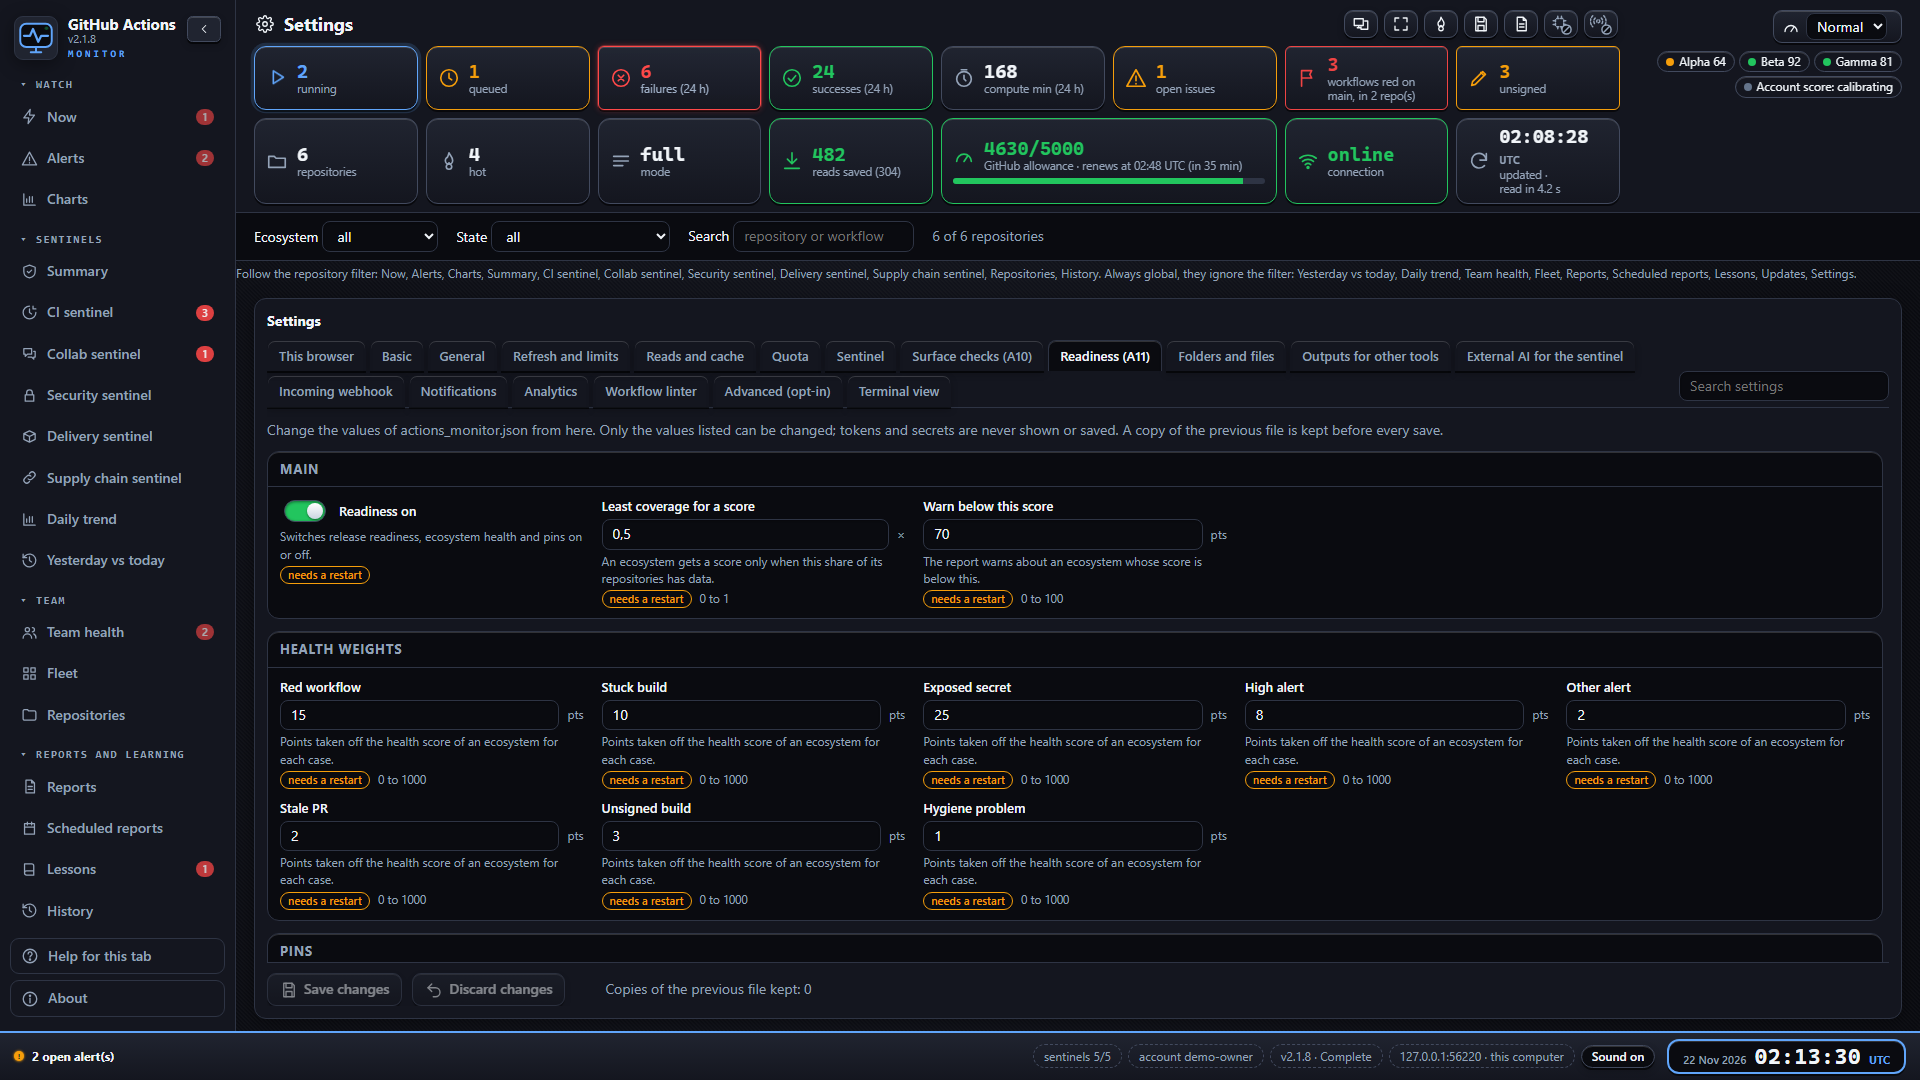 GitHub Actions
v2.1.8
MONITOR
WATCH
Now 1
Alerts 2
Charts
SENTINELS
Summary
CI sentinel 3
Collab sentinel 1
Security sentinel
Delivery sentinel
Supply chain sentinel
Daily trend
Yesterday vs today
TEAM
Team health 2
Fleet
Repositories
REPORTS AND LEARNING
Reports
Scheduled reports
Lessons 1
History
Help for this tab
About
Settings
Normal
Alpha 64 Beta 92 Gamma 81
Account score: calibrating
2
running
1
queued
6
failures (24 h)
24
successes (24 h)
168
compute min (24 h)
1
open issues
3
workflows red on
main, in 2 repo(s)
3
unsigned
6
repositories
4
hot
full
mode
482
reads saved (304)
4630/5000
GitHub allowance · renews at 02:48 UTC (in 35 min)
online
connection
02:08:28
UTC
updated ·
read in 4.2 s
Ecosystem all State all Search repository or workflow 6 of 6 repositories
Follow the repository filter: Now, Alerts, Charts, Summary, CI sentinel, Collab sentinel, Security sentinel, Delivery sentinel, Supply chain sentinel, Repositories, History. Always global, they ignore the filter: Yesterday vs today, Daily trend, Team health, Fleet, Reports, Scheduled reports, Lessons, Updates, Settings.
Settings
This browser Basic General Refresh and limits Reads and cache Quota Sentinel Surface checks (A10) Readiness (A11) Folders and files Outputs for other tools External AI for the sentinel
Incoming webhook Notifications Analytics Workflow linter Advanced (opt-in) Terminal view Search settings
Change the values of actions_monitor.json from here. Only the values listed can be changed; tokens and secrets are never shown or saved. A copy of the previous file is kept before every save.
MAIN
Readiness on
Switches release readiness, ecosystem health and pins on
or off.
needs a restart
Least coverage for a score
0,5 ×
An ecosystem gets a score only when this share of its
repositories has data.
needs a restart 0 to 1
Warn below this score
70 pts
The report warns about an ecosystem whose score is
below this.
needs a restart 0 to 100
HEALTH WEIGHTS
Red workflow
15 pts
Points taken off the health score of an ecosystem for
each case.
needs a restart 0 to 1000
Stuck build
10 pts
Points taken off the health score of an ecosystem for
each case.
needs a restart 0 to 1000
Exposed secret
25 pts
Points taken off the health score of an ecosystem for
each case.
needs a restart 0 to 1000
High alert
8 pts
Points taken off the health score of an ecosystem for
each case.
needs a restart 0 to 1000
Other alert
2 pts
Points taken off the health score of an ecosystem for
each case.
needs a restart 0 to 1000
Stale PR
2 pts
Points taken off the health score of an ecosystem for
each case.
needs a restart 0 to 1000
Unsigned build
3 pts
Points taken off the health score of an ecosystem for
each case.
needs a restart 0 to 1000
Hygiene problem
1 pts
Points taken off the health score of an ecosystem for
each case.
needs a restart 0 to 1000
PINS
Save changes Discard changes Copies of the previous file kept: 0
2 open alert(s)
sentinels 5/5 account demo-owner v2.1.8 · Complete 127.0.0.1:56220 · this computer Sound on 22 Nov 2026 02:13:30 UTC